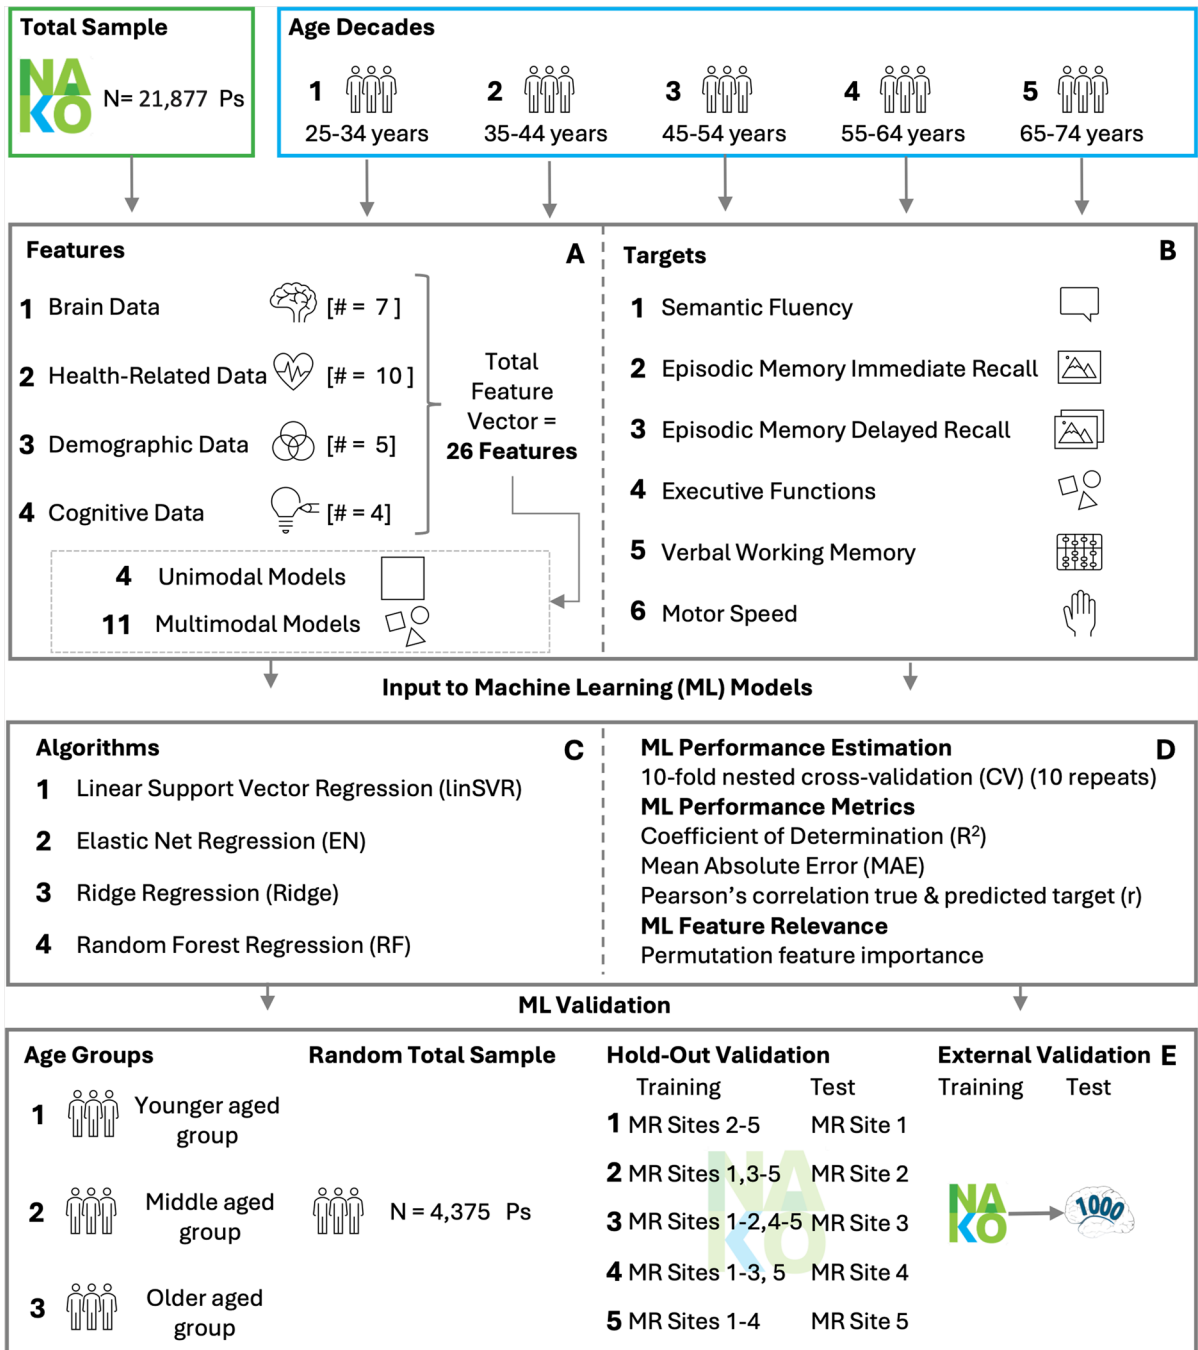 Total Sample
NAKO
N= 21,877 Ps
Age Decades
1
25-34 years
2
35-44 years
3
45-54 years
4
55-64 years
5
65-74 years
Features
A
1 Brain Data [# = 7 ]
2 Health-Related Data [# = 10 ]
3 Demographic Data [# = 5]
4 Cognitive Data [# = 4]
Total
Feature
Vector =
26 Features
4 Unimodal Models
11 Multimodal Models
Targets
B
1 Semantic Fluency
2 Episodic Memory Immediate Recall
3 Episodic Memory Delayed Recall
4 Executive Functions
5 Verbal Working Memory
6 Motor Speed
Input to Machine Learning (ML) Models
Algorithms
C
1 Linear Support Vector Regression (linSVR)
2 Elastic Net Regression (EN)
3 Ridge Regression (Ridge)
4 Random Forest Regression (RF)
ML Performance Estimation
D
10-fold nested cross-validation (CV) (10 repeats)
ML Performance Metrics
Coefficient of Determination (R²)
Mean Absolute Error (MAE)
Pearson's correlation true & predicted target (r)
ML Feature Relevance
Permutation feature importance
ML Validation
Age Groups
1 Younger aged
group
2 Middle aged
group
3 Older aged
group
Random Total Sample
N = 4,375 Ps
Hold-Out Validation
Training Test
1 MR Sites 2-5 MR Site 1
2 MR Sites 1,3-5 MR Site 2
3 MR Sites 1-2,4-5 MR Site 3
4 MR Sites 1-3, 5 MR Site 4
5 MR Sites 1-4 MR Site 5
NAKO
External Validation E
Training Test
NAKO
1000